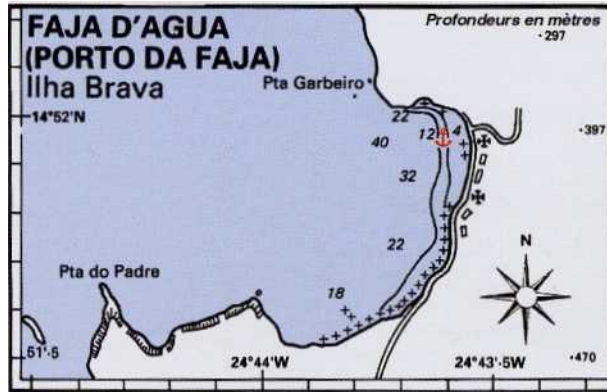 FAJA D'AGUA
(PORTO DA FAJA)
Ilha Brava
Profondeurs en mètres
·297
Pta Garbeiro
14°52'N
22
12
4
40
·397
32
22
N
Pta do Padre
18
51'·5
24°44'W
24°43'·5W
·470